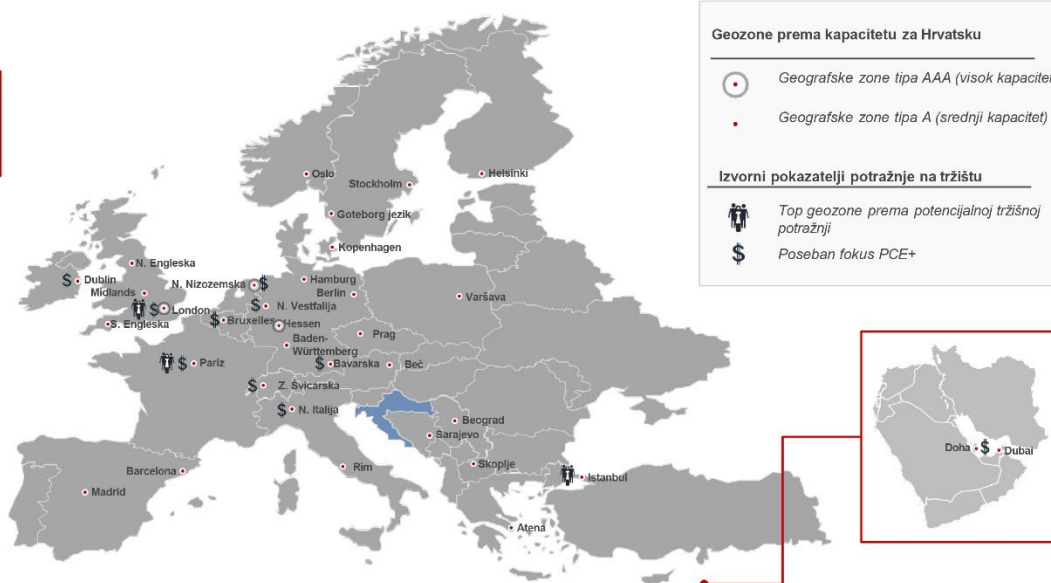 Geozone prema kapacitetu za Hrvatsku
Geografske zone tipa AAA (visok kapacitet
Geografske zone tipa A (srednji kapacitet)
Izvorni pokazatelji potražnje na tržištu
Top geozone prema potencijalnoj tržišnoj
potražnji
$ Poseban fokus PCE+
Oslo
Helsinki
Stockholm
Goteborg jezik
Kopenhagen
N. Engleska
$ Dublin
N. Nizozemska $
Hamburg
Midlands
Berlin
Varšava
$ London
$ N. Vestfalija
S. Engleska
$ Bruxelles
Hessen
Prag
Baden-
Württemberg
$ Pariz
$ Bavarska
Beč
$ Z. Švicarska
$ N. Italija
Beograd
Sarajevo
Doha $ Dubai
Barcelona
Rim
Skoplje
Istanbul
Madrid
Atena